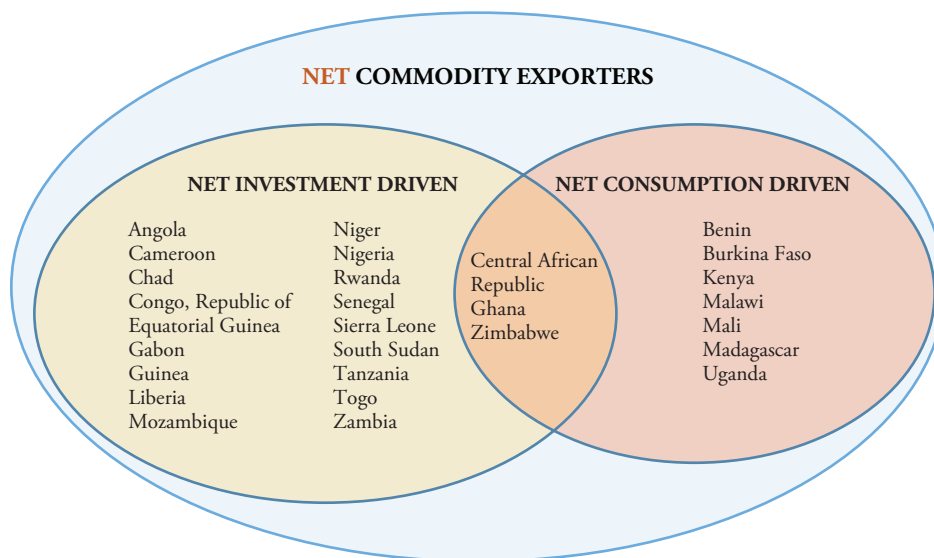 NET COMMODITY EXPORTERS
NET INVESTMENT DRIVEN
Angola
Cameroon
Chad
Congo, Republic of
Equatorial Guinea
Gabon
Guinea
Liberia
Mozambique
Niger
Nigeria
Rwanda
Senegal
Sierra Leone
South Sudan
Tanzania
Togo
Zambia
Central African
Republic
Ghana
Zimbabwe
NET CONSUMPTION DRIVEN
Benin
Burkina Faso
Kenya
Malawi
Mali
Madagascar
Uganda